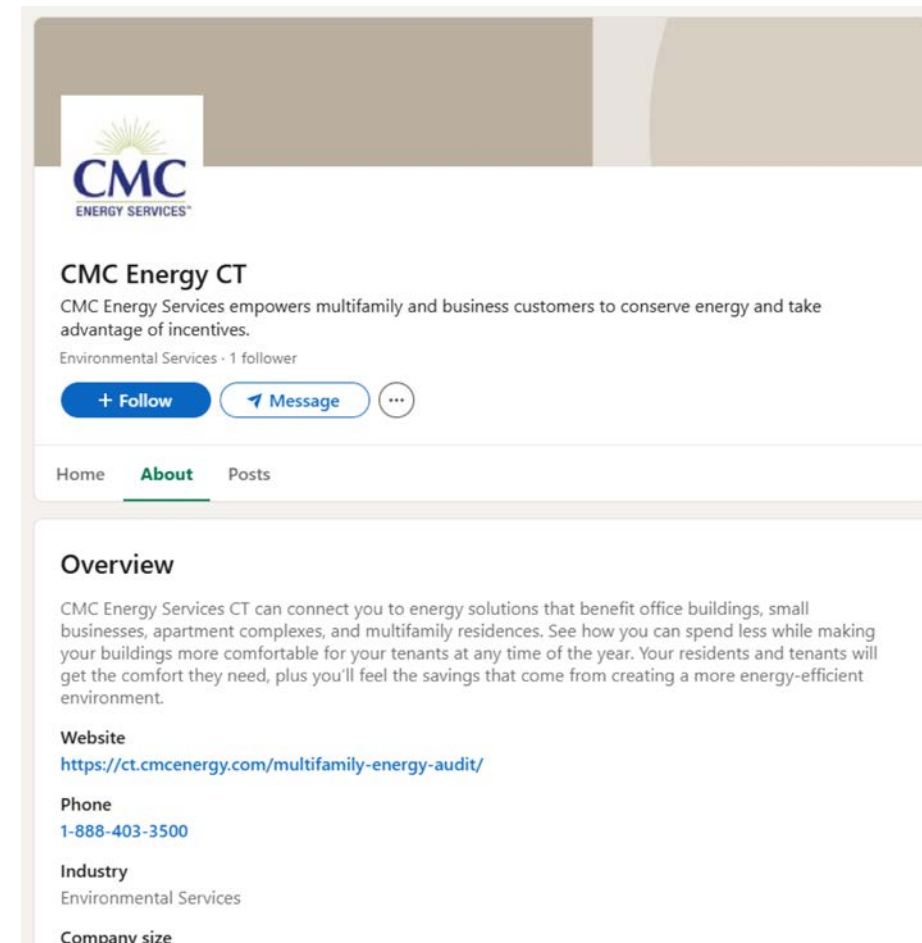 CMC
ENERGY SERVICES™
CMC Energy CT
CMC Energy Services empowers multifamily and business customers to conserve energy and take
advantage of incentives.
Environmental Services · 1 follower
+ Follow
Message
···
Home
About
Posts
Overview
CMC Energy Services CT can connect you to energy solutions that benefit office buildings, small
businesses, apartment complexes, and multifamily residences. See how you can spend less while making
your buildings more comfortable for your tenants at any time of the year. Your residents and tenants will
get the comfort they need, plus you'll feel the savings that come from creating a more energy-efficient
environment.
Website
https://ct.cmcenergy.com/multifamily-energy-audit/
Phone
1-888-403-3500
Industry
Environmental Services
Company size